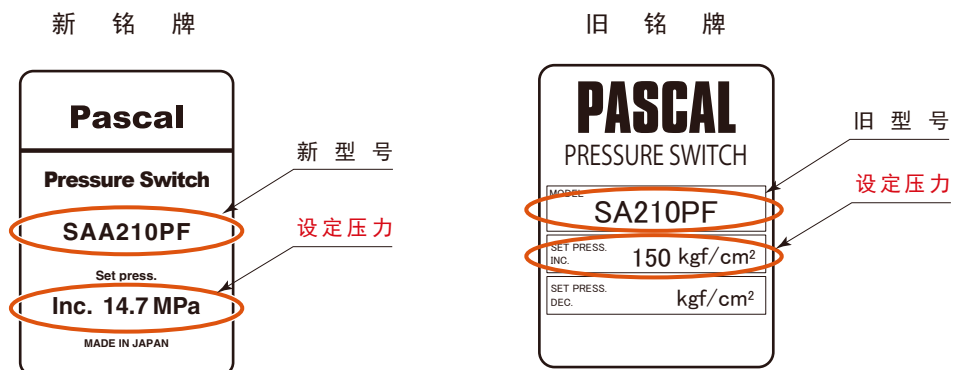 新铭牌
Pascal
Pressure Switch
SAA210PF
Set press.
Inc. 14.7 MPa
MADE IN JAPAN
新型号
设定压力
旧铭牌
PASCAL
PRESSURE SWITCH
MODEL
SA210PF
SET PRESS.
INC.
150 kgf/cm²
SET PRESS.
DEC.
kgf/cm²
旧型号
设定压力